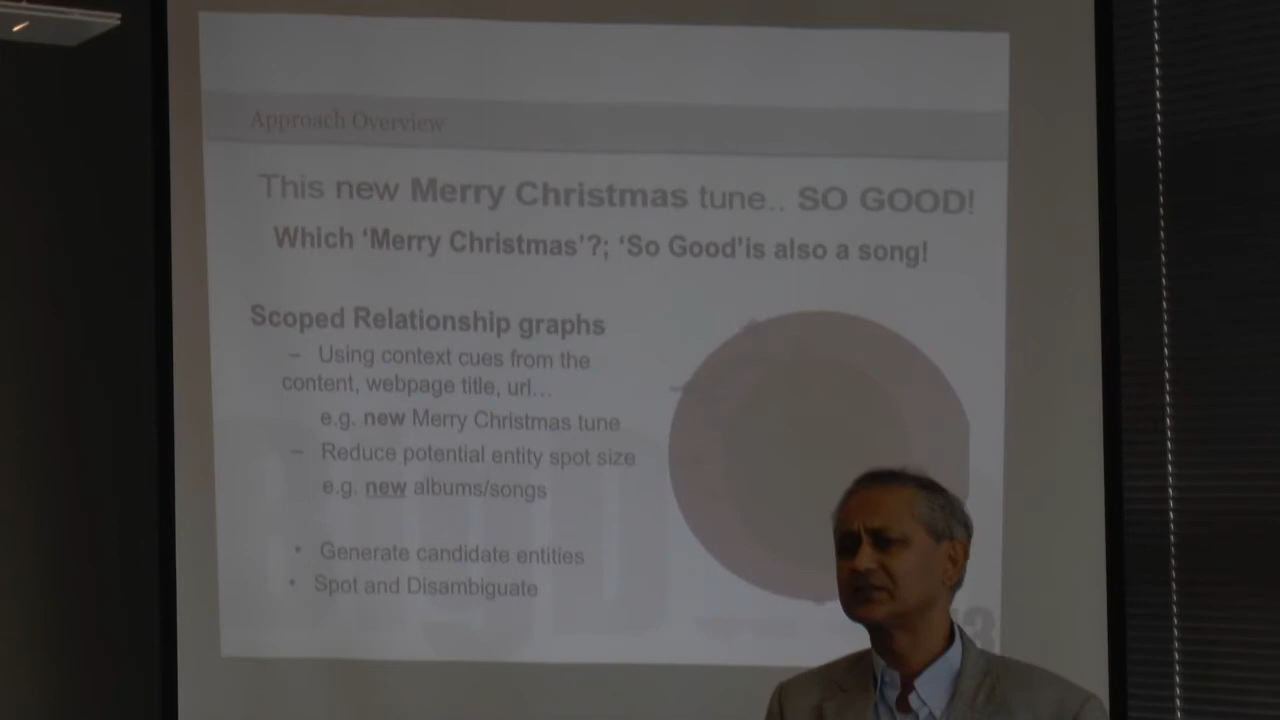 Approach Overview
This new Merry Christmas tune.. SO GOOD!
Which ‘Merry Christmas’?; ‘So Good’is also a song!
Scoped Relationship graphs
– Using context cues from the
content, webpage title, url…
e.g. new Merry Christmas tune
– Reduce potential entity spot size
e.g. new albums/songs
• Generate candidate entities
• Spot and Disambiguate